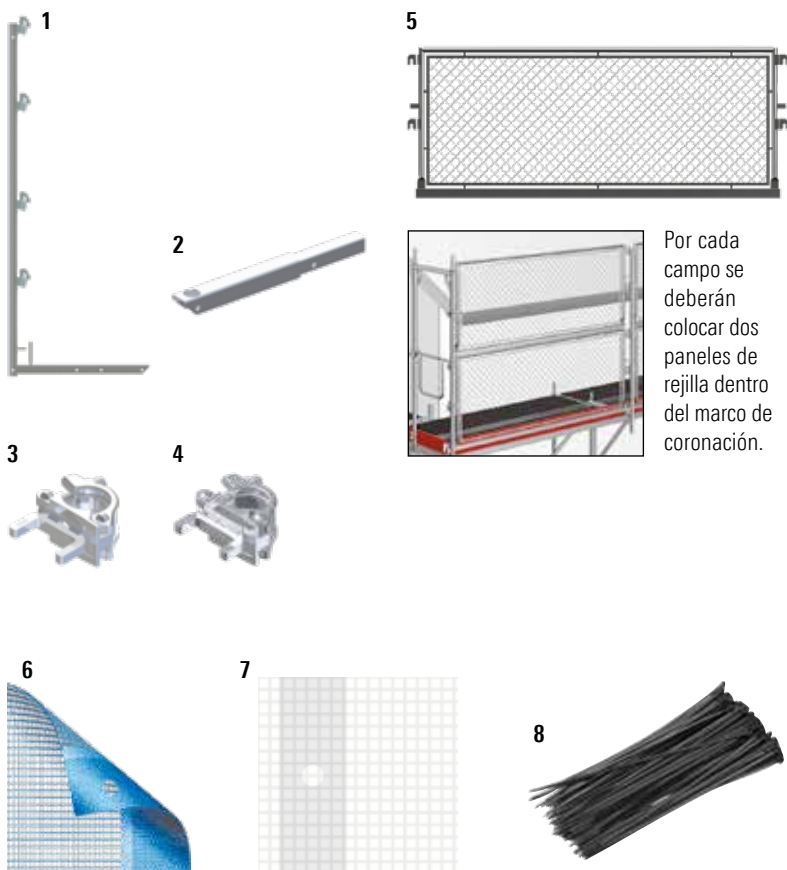 1
5
2
Por cada
campo se
deberán
colocar dos
paneles de
rejilla dentro
del marco de
coronación.
3
4
6
7
8